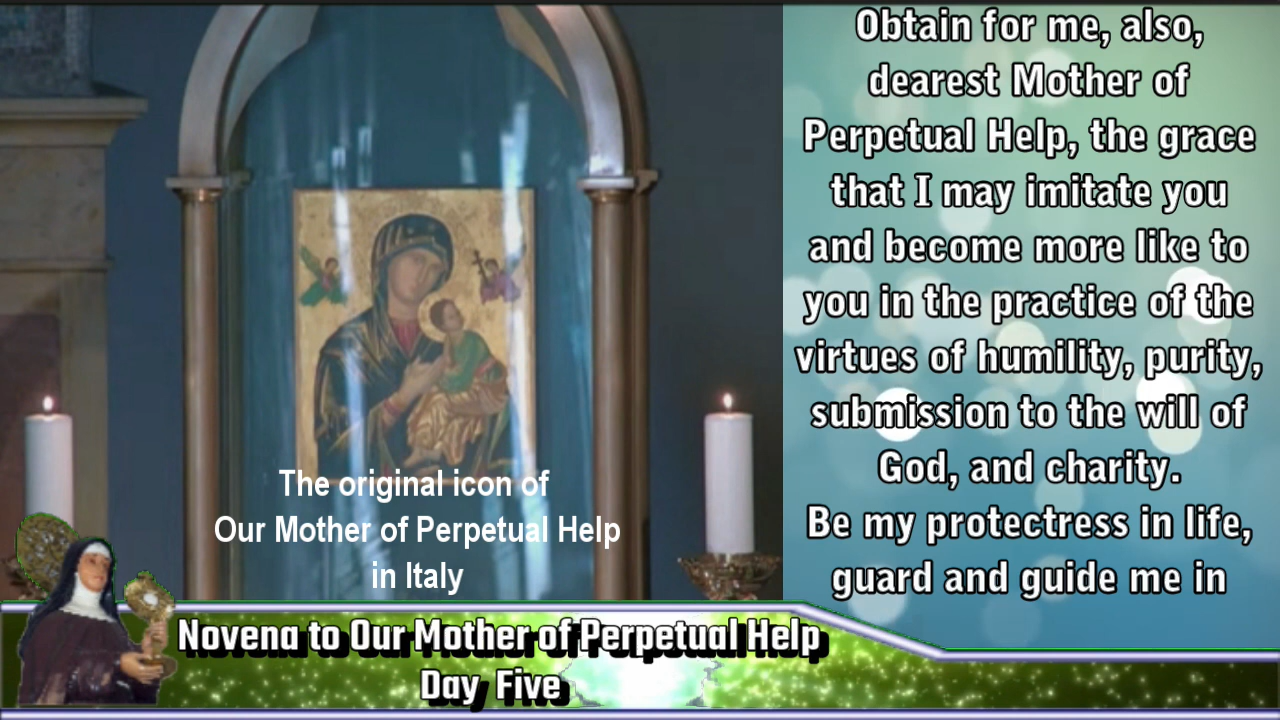 Obtain for me, also,
dearest Mother of
Perpetual Help, the grace
that I may imitate you
and become more like to
you in the practice of the
virtues of humility, purity,
submission to the will of
God, and charity.
Be my protectress in life,
guard and guide me in
The original icon of
Our Mother of Perpetual Help
in Italy
Novena to Our Mother of Perpetual Help
Day Five